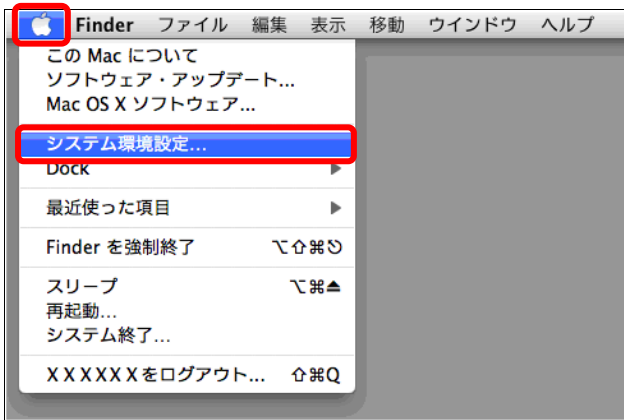 Finder ファイル 編集 表示 移動 ウインドウ ヘルプ
この Mac について
ソフトウェア・アップデート...
Mac OS X ソフトウェア...
システム環境設定...
Dock ▶
最近使った項目 ▶
Finder を強制終了 ⌥⇧⌘⎋
スリープ ⌥⌘⏏
再起動...
システム終了...
XXXXXXをログアウト... ⇧⌘Q